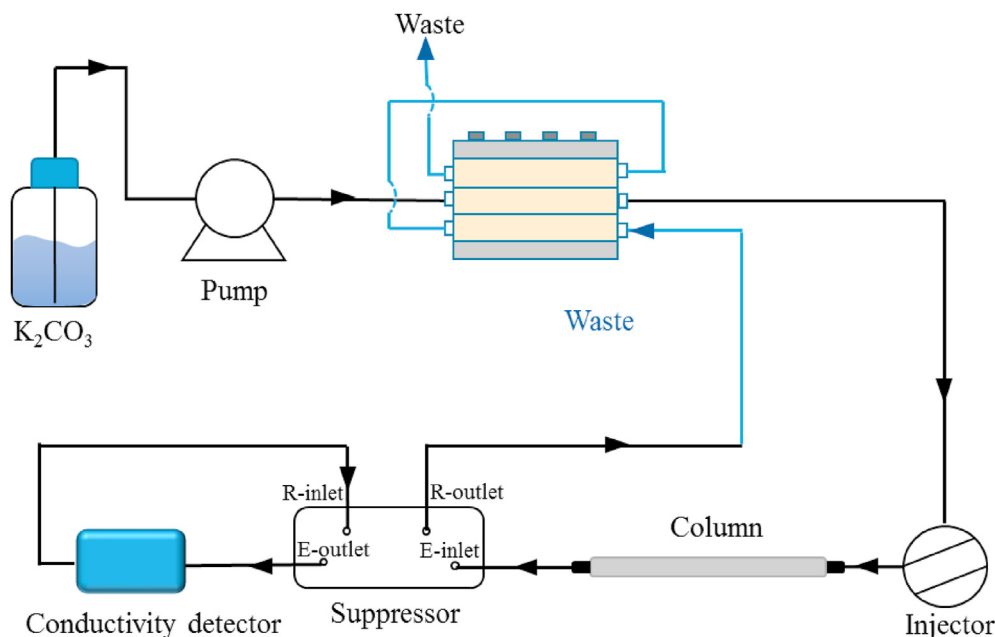 Waste
Pump
K₂CO₃
Waste
R-inlet
R-outlet
Column
E-outlet
E-inlet
Suppressor
Conductivity detector
Injector